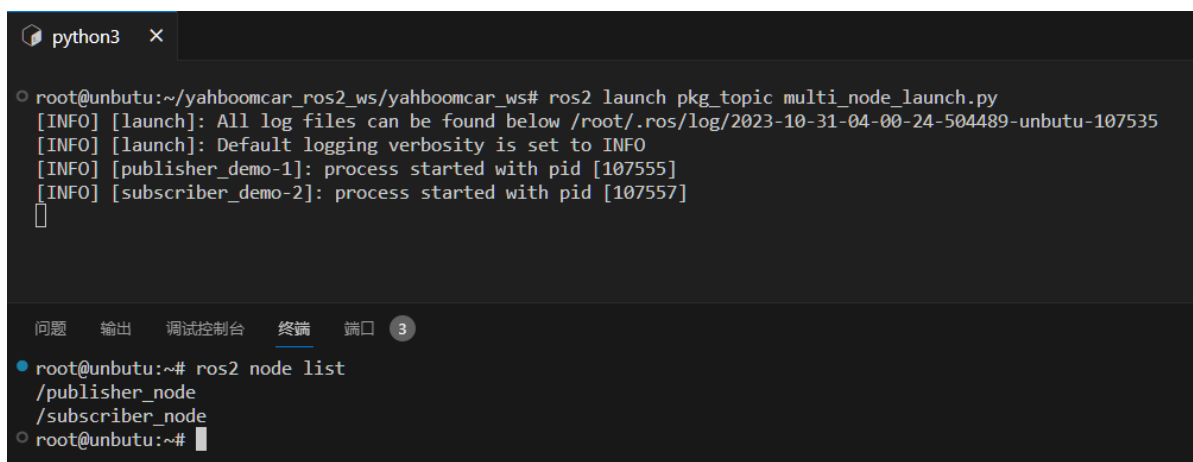 python3
root@unbutu:~/yahboomcar_ros2_ws/yahboomcar_ws# ros2 launch pkg_topic multi_node_launch.py
[INFO] [launch]: All log files can be found below /root/.ros/log/2023-10-31-04-00-24-504489-unbutu-107535
[INFO] [launch]: Default logging verbosity is set to INFO
[INFO] [publisher_demo-1]: process started with pid [107555]
[INFO] [subscriber_demo-2]: process started with pid [107557]
问题 输出 调试控制台 终端 端口 3
root@unbutu:~# ros2 node list
/publisher_node
/subscriber_node
root@unbutu:~#